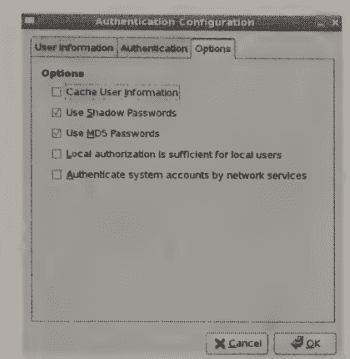 Authentication Configuration
User Information Authentication Options
Options
Cache User Information
Use Shadow Passwords
Use MD5 Passwords
Local authorization is sufficient for local users
Authenticate system accounts by network services
Cancel OK